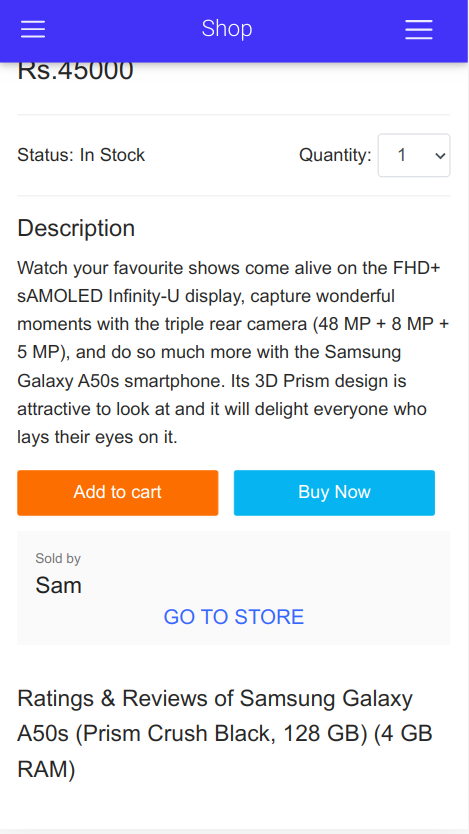 Shop
Rs.45000
Status: In Stock
Quantity: 1
Description
Watch your favourite shows come alive on the FHD+
sAMOLED Infinity-U display, capture wonderful
moments with the triple rear camera (48 MP + 8 MP +
5 MP), and do so much more with the Samsung
Galaxy A50s smartphone. Its 3D Prism design is
attractive to look at and it will delight everyone who
lays their eyes on it.
Add to cart
Buy Now
Sold by
Sam
GO TO STORE
Ratings & Reviews of Samsung Galaxy
A50s (Prism Crush Black, 128 GB) (4 GB
RAM)